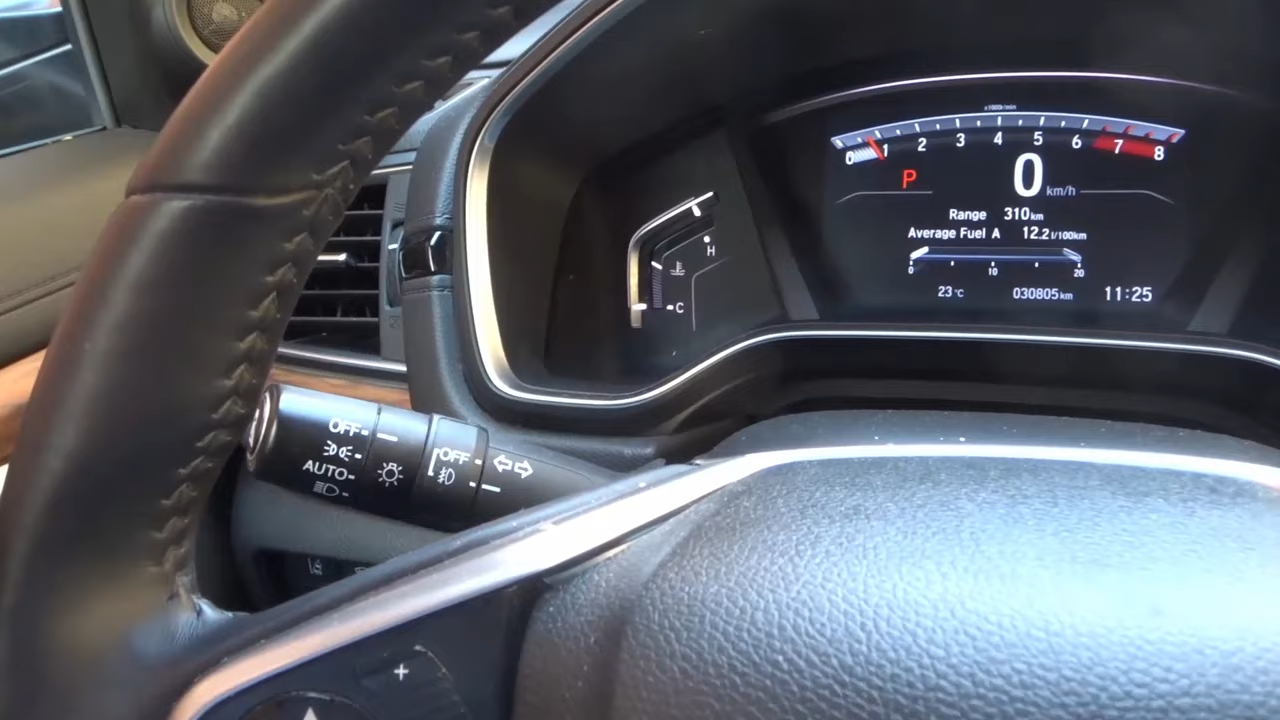 x1000r/min
0 1 2 3 4 5 6 7 8
P 0 km/h
Range 310km
Average Fuel A 12.2l/100km
0 10 20
23°C 030805km 11:25
H
C
OFF
AUTO
OFF
+